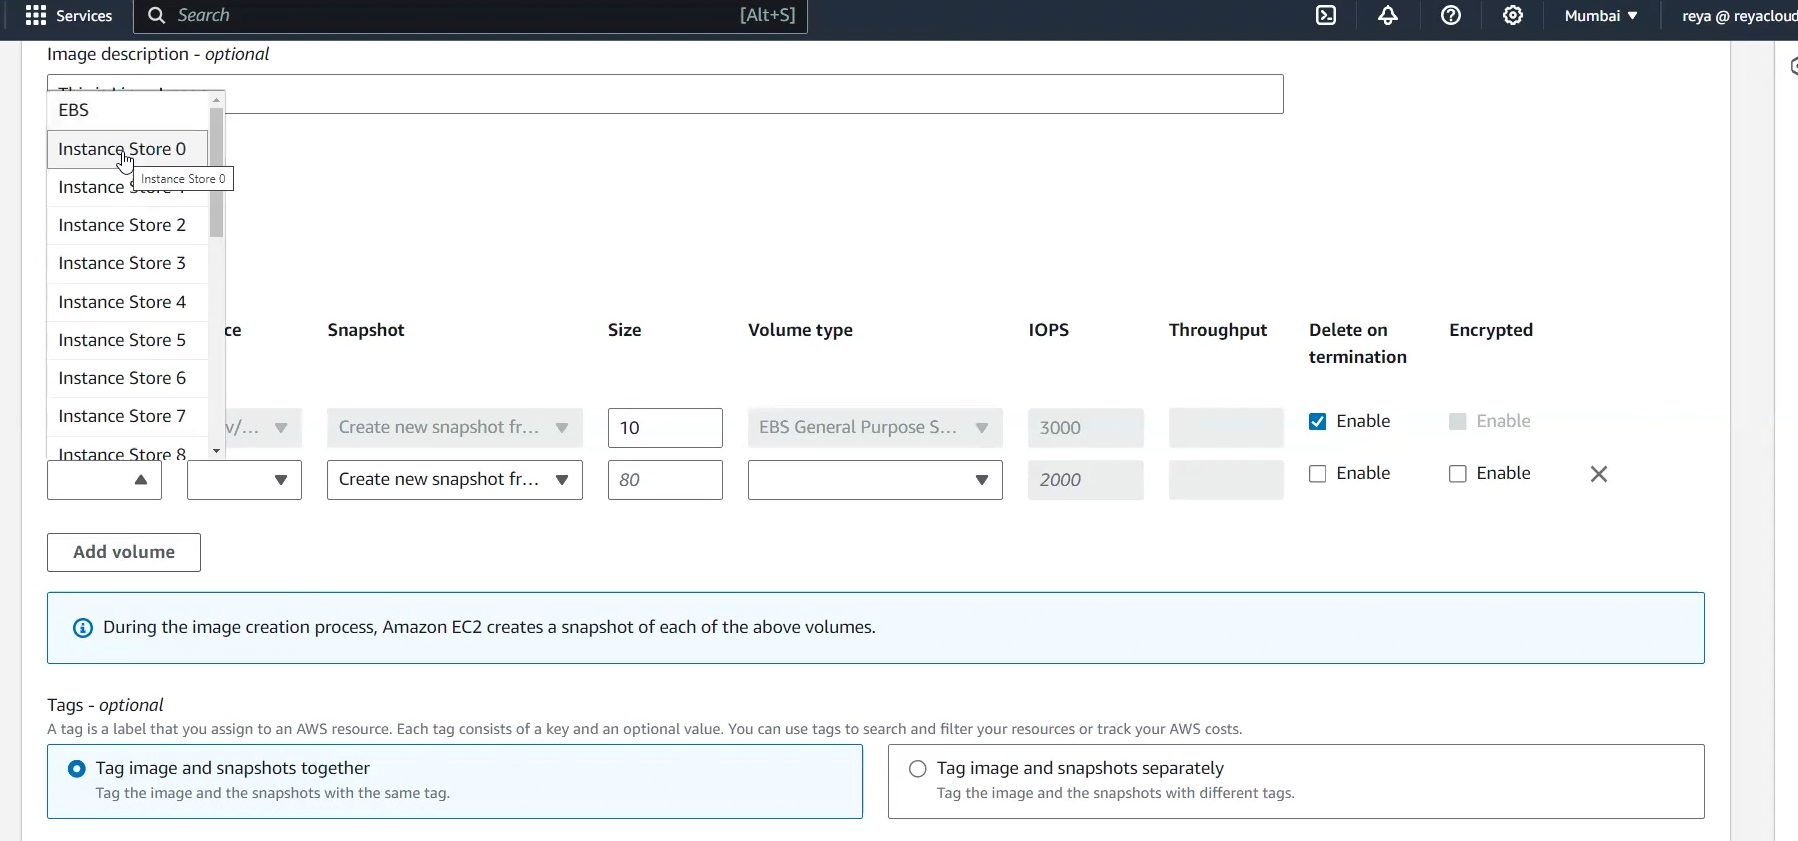 Services
Search
[Alt+S]
Mumbai
reya @ reyacloud
Image description - optional
EBS
Instance Store 0
Instance Store 0
Instance
Instance Store 2
Instance Store 3
Instance Store 4
Instance Store 5
Instance Store 6
Instance Store 7
Instance Store 8
ce
Snapshot
Size
Volume type
IOPS
Throughput
Delete on
termination
Encrypted
v/...
Create new snapshot fr...
10
EBS General Purpose S...
3000
Enable
Enable
Create new snapshot fr...
80
2000
Enable
Enable
Add volume
During the image creation process, Amazon EC2 creates a snapshot of each of the above volumes.
Tags - optional
A tag is a label that you assign to an AWS resource. Each tag consists of a key and an optional value. You can use tags to search and filter your resources or track your AWS costs.
Tag image and snapshots together
Tag the image and the snapshots with the same tag.
Tag image and snapshots separately
Tag the image and the snapshots with different tags.